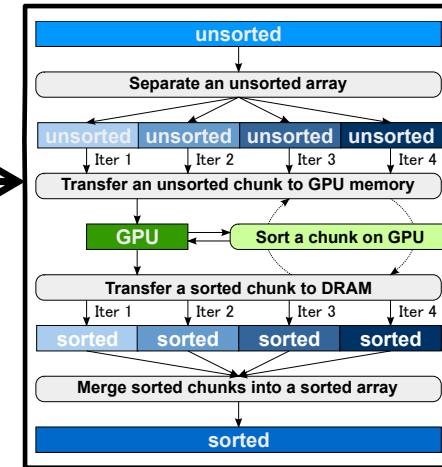 unsorted
Separate an unsorted array
unsorted unsorted unsorted unsorted
Iter 1 Iter 2 Iter 3 Iter 4
Transfer an unsorted chunk to GPU memory
GPU Sort a chunk on GPU
Transfer a sorted chunk to DRAM
Iter 1 Iter 2 Iter 3 Iter 4
sorted sorted sorted sorted
Merge sorted chunks into a sorted array
sorted